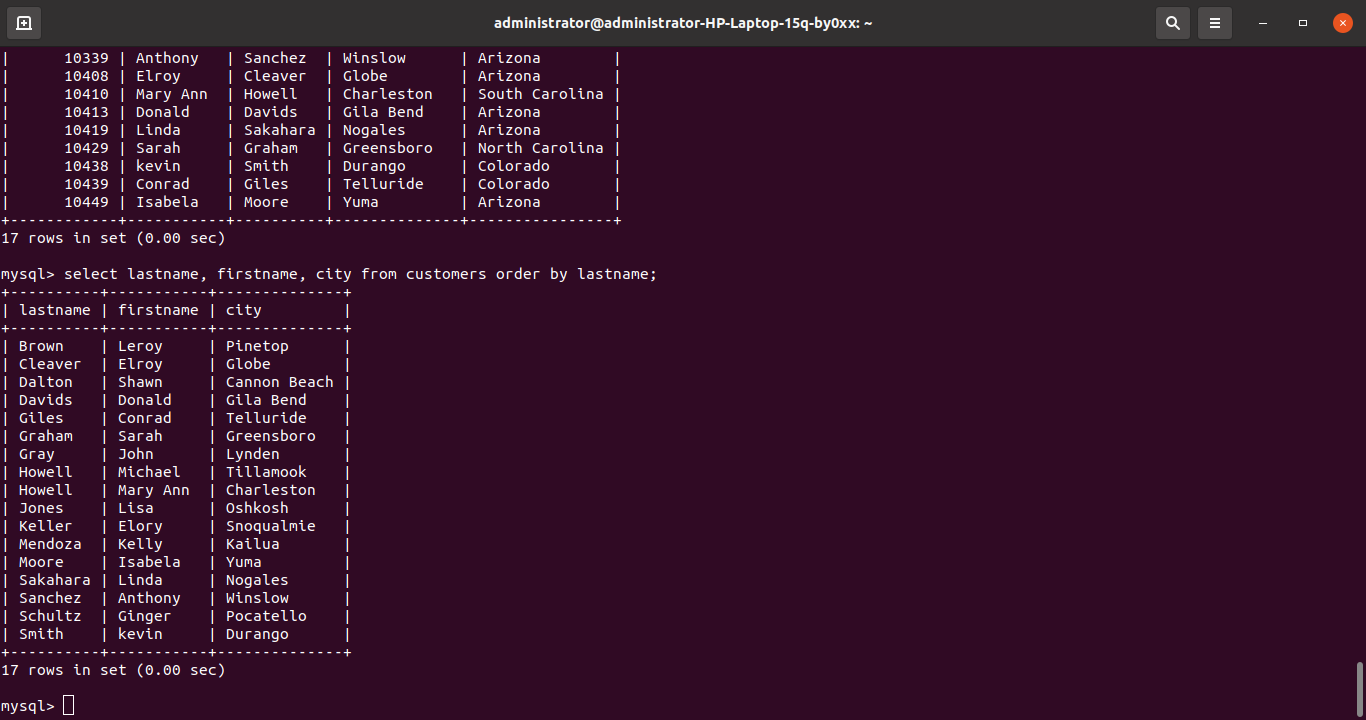 administrator@administrator-HP-Laptop-15q-by0xx: ~
|      10339 | Anthony   | Sanchez  | Winslow      | Arizona        |
|      10408 | Elroy     | Cleaver  | Globe        | Arizona        |
|      10410 | Mary Ann  | Howell   | Charleston   | South Carolina |
|      10413 | Donald    | Davids   | Gila Bend    | Arizona        |
|      10419 | Linda     | Sakahara | Nogales      | Arizona        |
|      10429 | Sarah     | Graham   | Greensboro   | North Carolina |
|      10438 | kevin     | Smith    | Durango      | Colorado       |
|      10439 | Conrad    | Giles    | Telluride    | Colorado       |
|      10449 | Isabela   | Moore    | Yuma         | Arizona        |
+------------+-----------+----------+--------------+----------------+
17 rows in set (0.00 sec)
mysql> select lastname, firstname, city from customers order by lastname;
+----------+-----------+--------------+
| lastname | firstname | city         |
+----------+-----------+--------------+
| Brown    | Leroy     | Pinetop      |
| Cleaver  | Elroy     | Globe        |
| Dalton   | Shawn     | Cannon Beach |
| Davids   | Donald    | Gila Bend    |
| Giles    | Conrad    | Telluride    |
| Graham   | Sarah     | Greensboro   |
| Gray     | John      | Lynden       |
| Howell   | Michael   | Tillamook    |
| Howell   | Mary Ann  | Charleston   |
| Jones    | Lisa      | Oshkosh      |
| Keller   | Elory     | Snoqualmie   |
| Mendoza  | Kelly     | Kailua       |
| Moore    | Isabela   | Yuma         |
| Sakahara | Linda     | Nogales      |
| Sanchez  | Anthony   | Winslow      |
| Schultz  | Ginger    | Pocatello    |
| Smith    | kevin     | Durango      |
+----------+-----------+--------------+
17 rows in set (0.00 sec)
mysql>